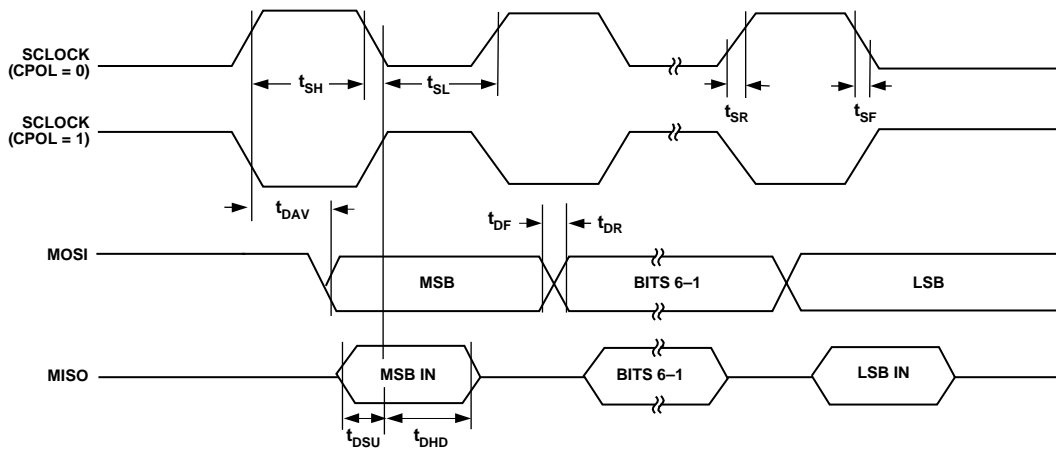 SCLOCK
(CPOL = 0)
tSH
tSL
tSR
tSF
SCLOCK
(CPOL = 1)
tDAV
tDF
tDR
MOSI
MSB
BITS 6–1
LSB
MISO
MSB IN
BITS 6–1
LSB IN
tDSU
tDHD